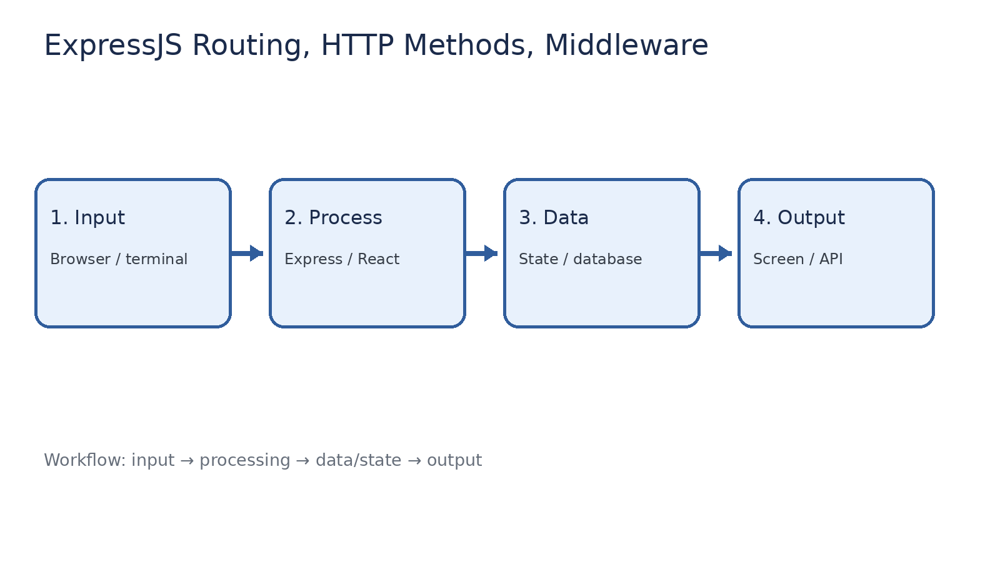 ExpressJS Routing, HTTP Methods, Middleware
1. Input
Browser / terminal
2. Process
Express / React
3. Data
State / database
4. Output
Screen / API
Workflow: input → processing → data/state → output